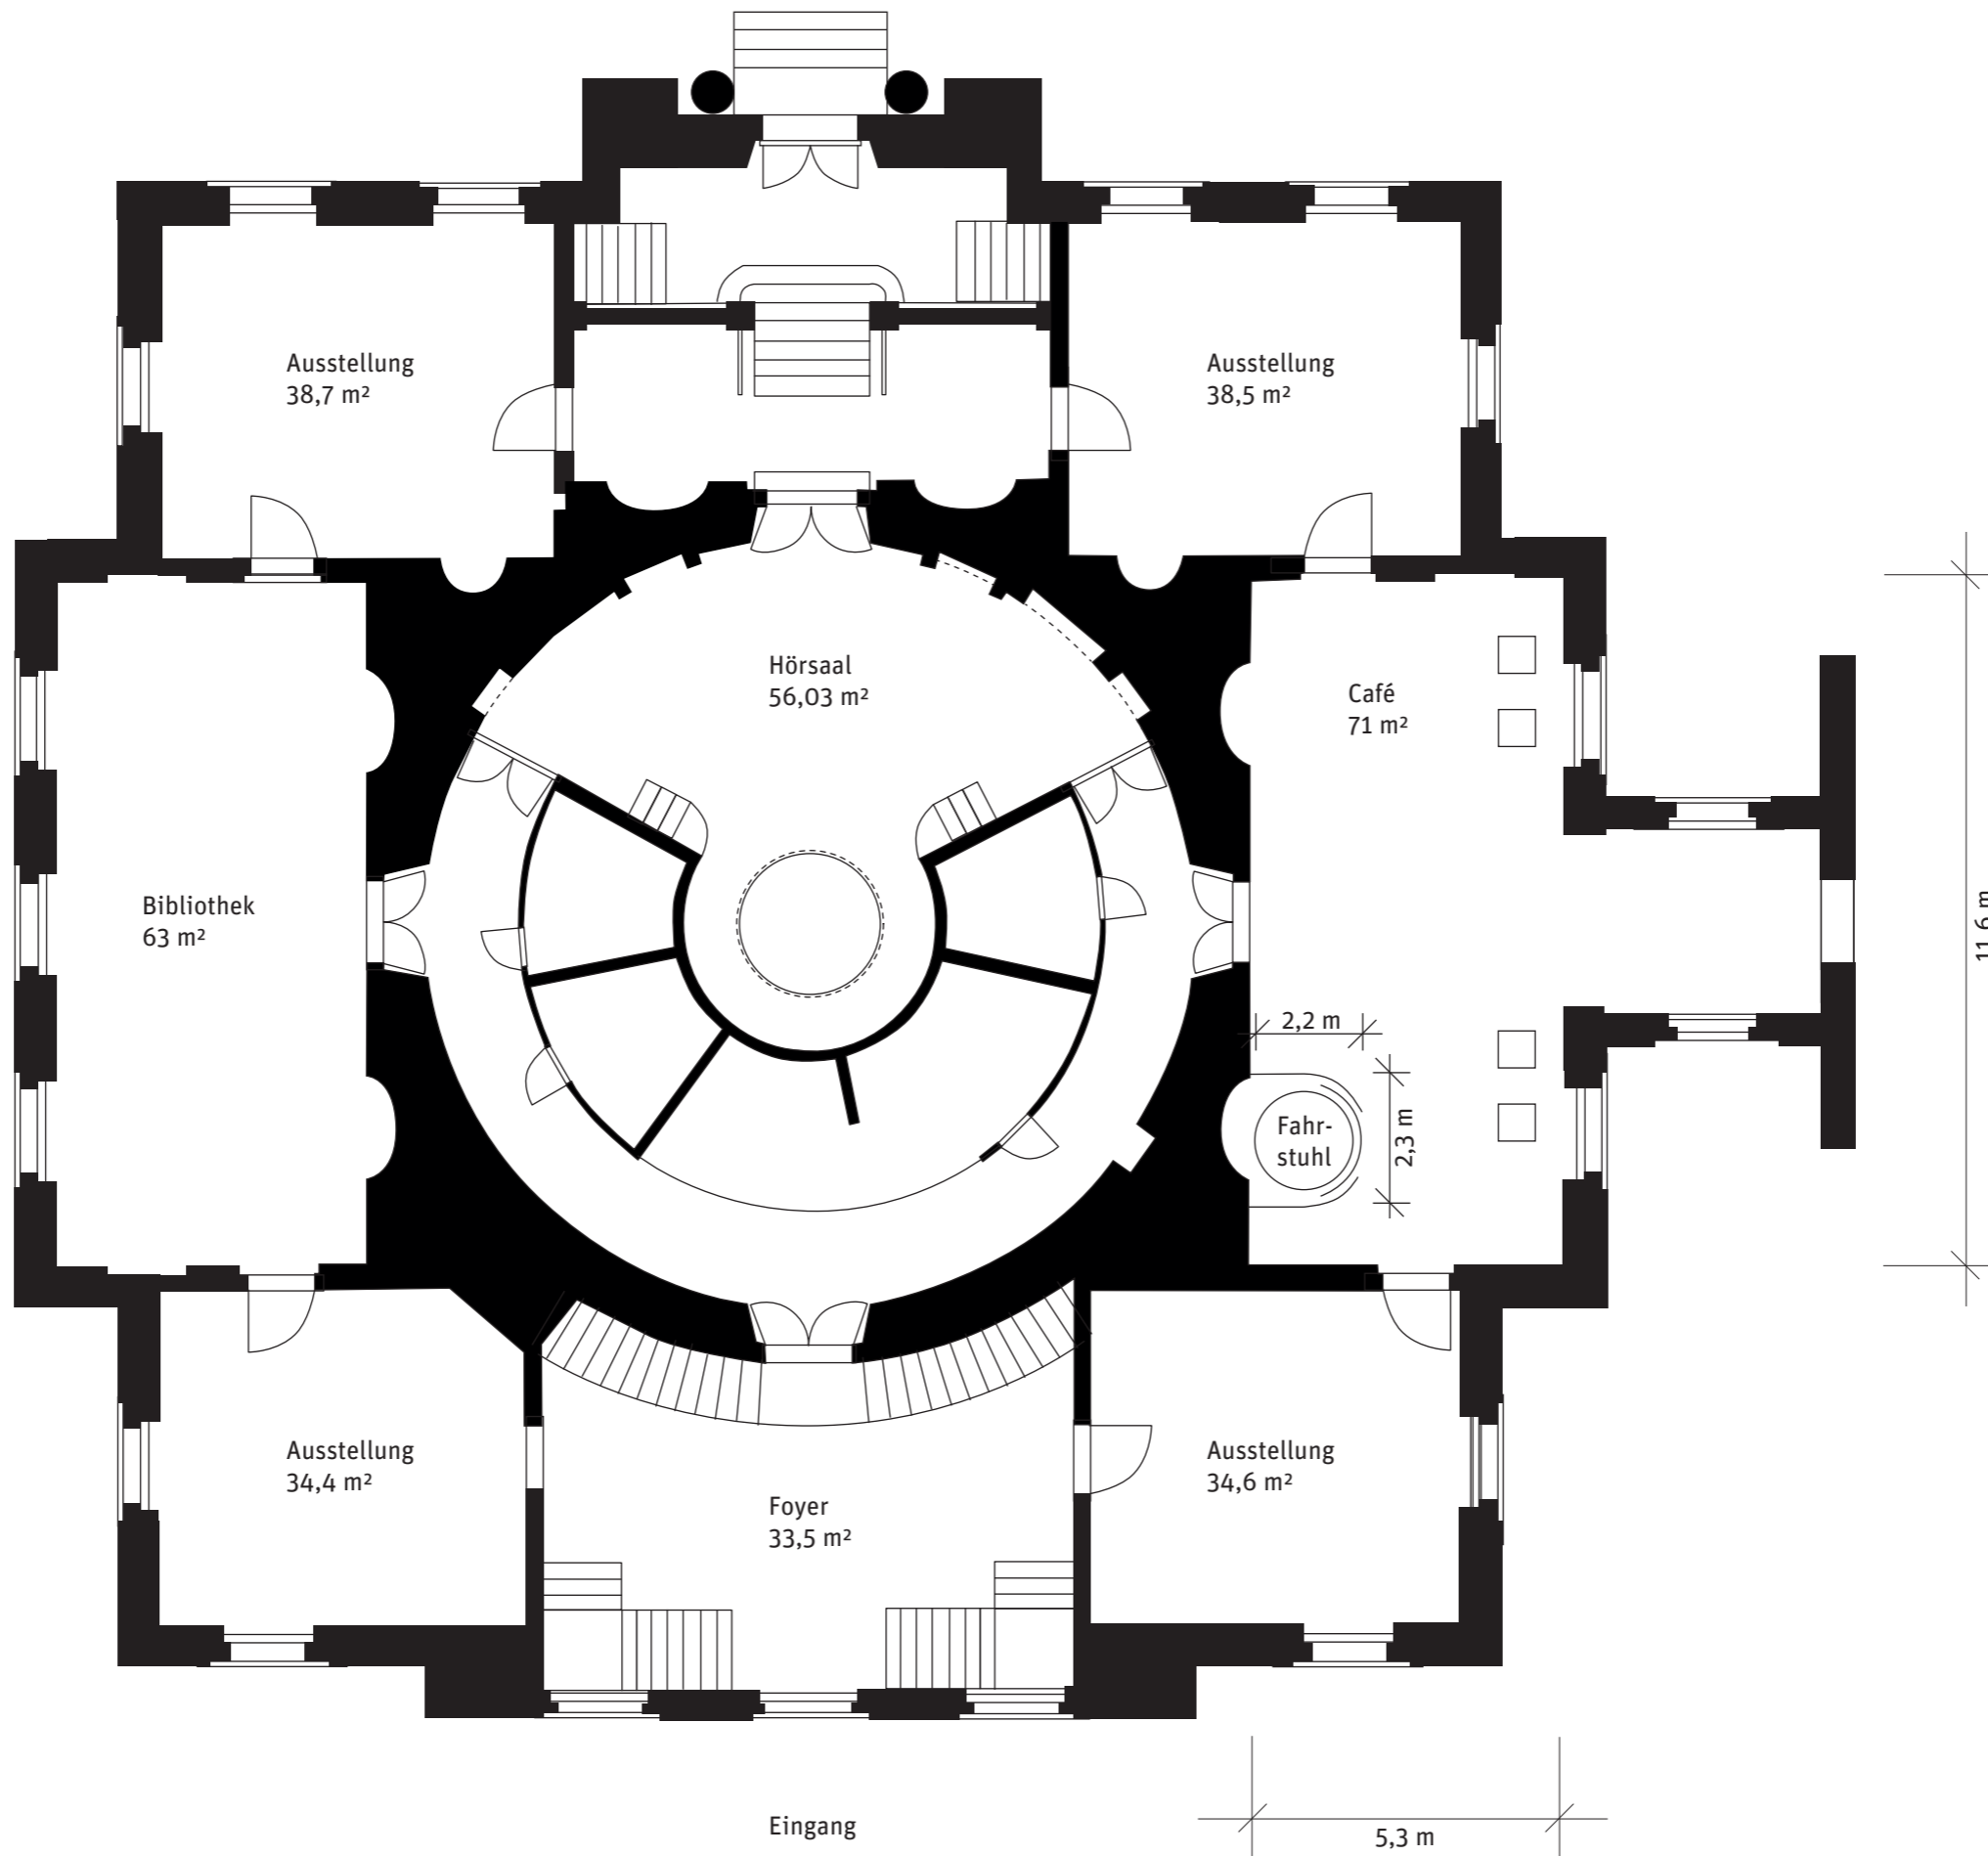 Ausstellung
38,7 m²
Ausstellung
38,5 m²
Hörsaal
56,03 m²
Café
71 m²
Bibliothek
63 m²
11,6 m
2,2 m
Fahr-
stuhl
2,3 m
Ausstellung
34,4 m²
Foyer
33,5 m²
Ausstellung
34,6 m²
Eingang
5,3 m